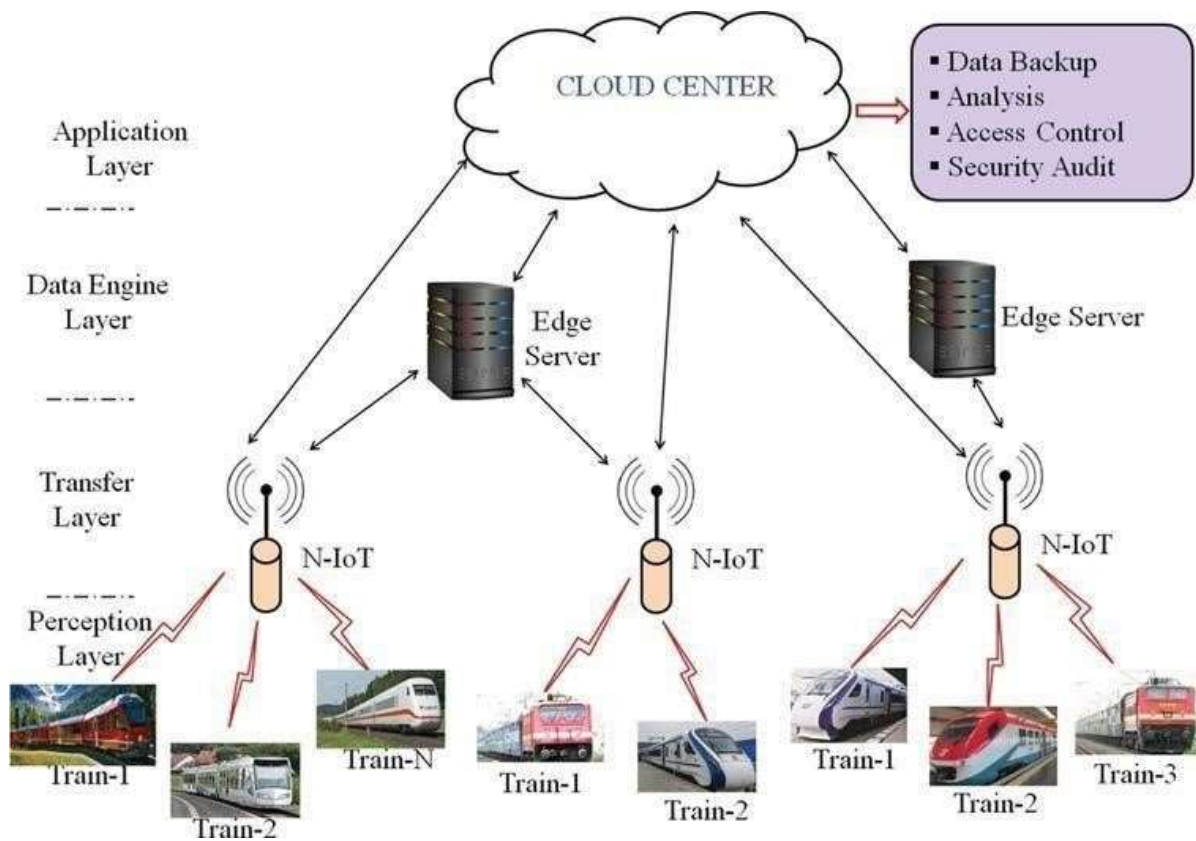 CLOUD CENTER
▪ Data Backup
▪ Analysis
▪ Access Control
▪ Security Audit
Application
Layer
Data Engine
Layer
Edge
Server
Edge Server
Transfer
Layer
N-IoT
N-IoT
N-IoT
Perception
Layer
Train-1
Train-2
Train-N
Train-1
Train-2
Train-1
Train-2
Train-3